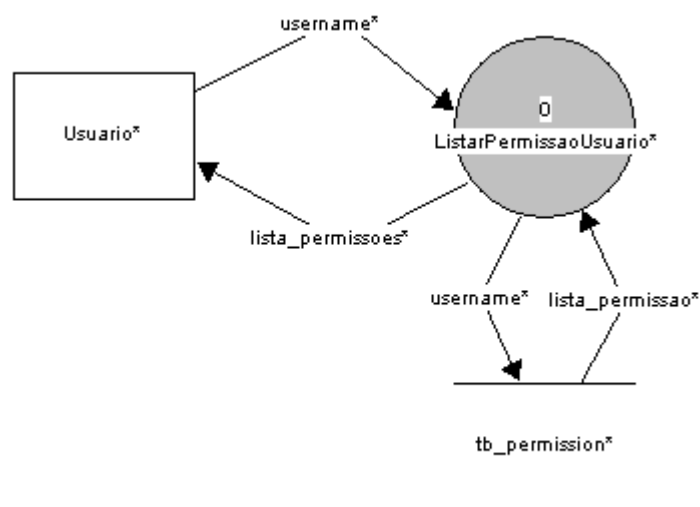 username*
0
Usuario*
ListarPermissaoUsuario*
lista_permissoes*
username*
lista_permissao*
tb_permission*